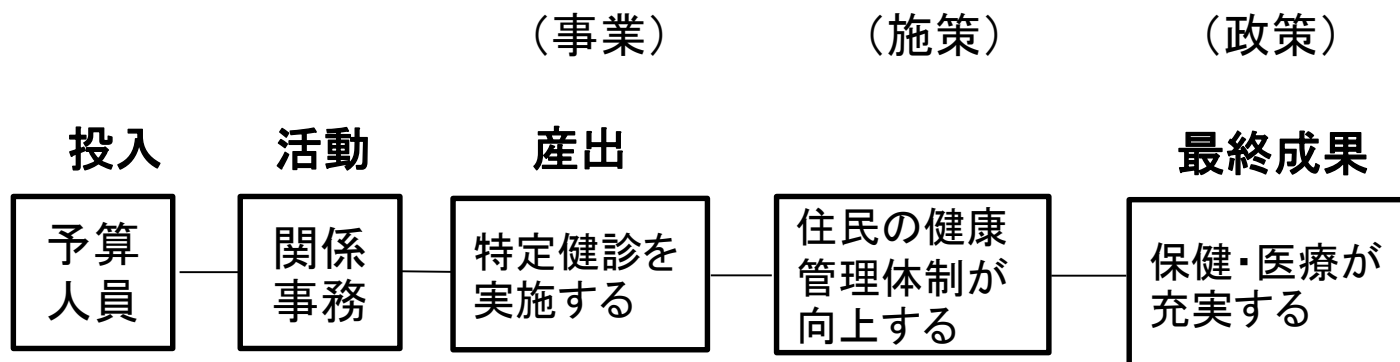 （事業）
（施策）
（政策）
投入
活動
産出
最終成果
予算
人員
関係
事務
特定健診を
実施する
住民の健康
管理体制が
向上する
保健・医療が
充実する